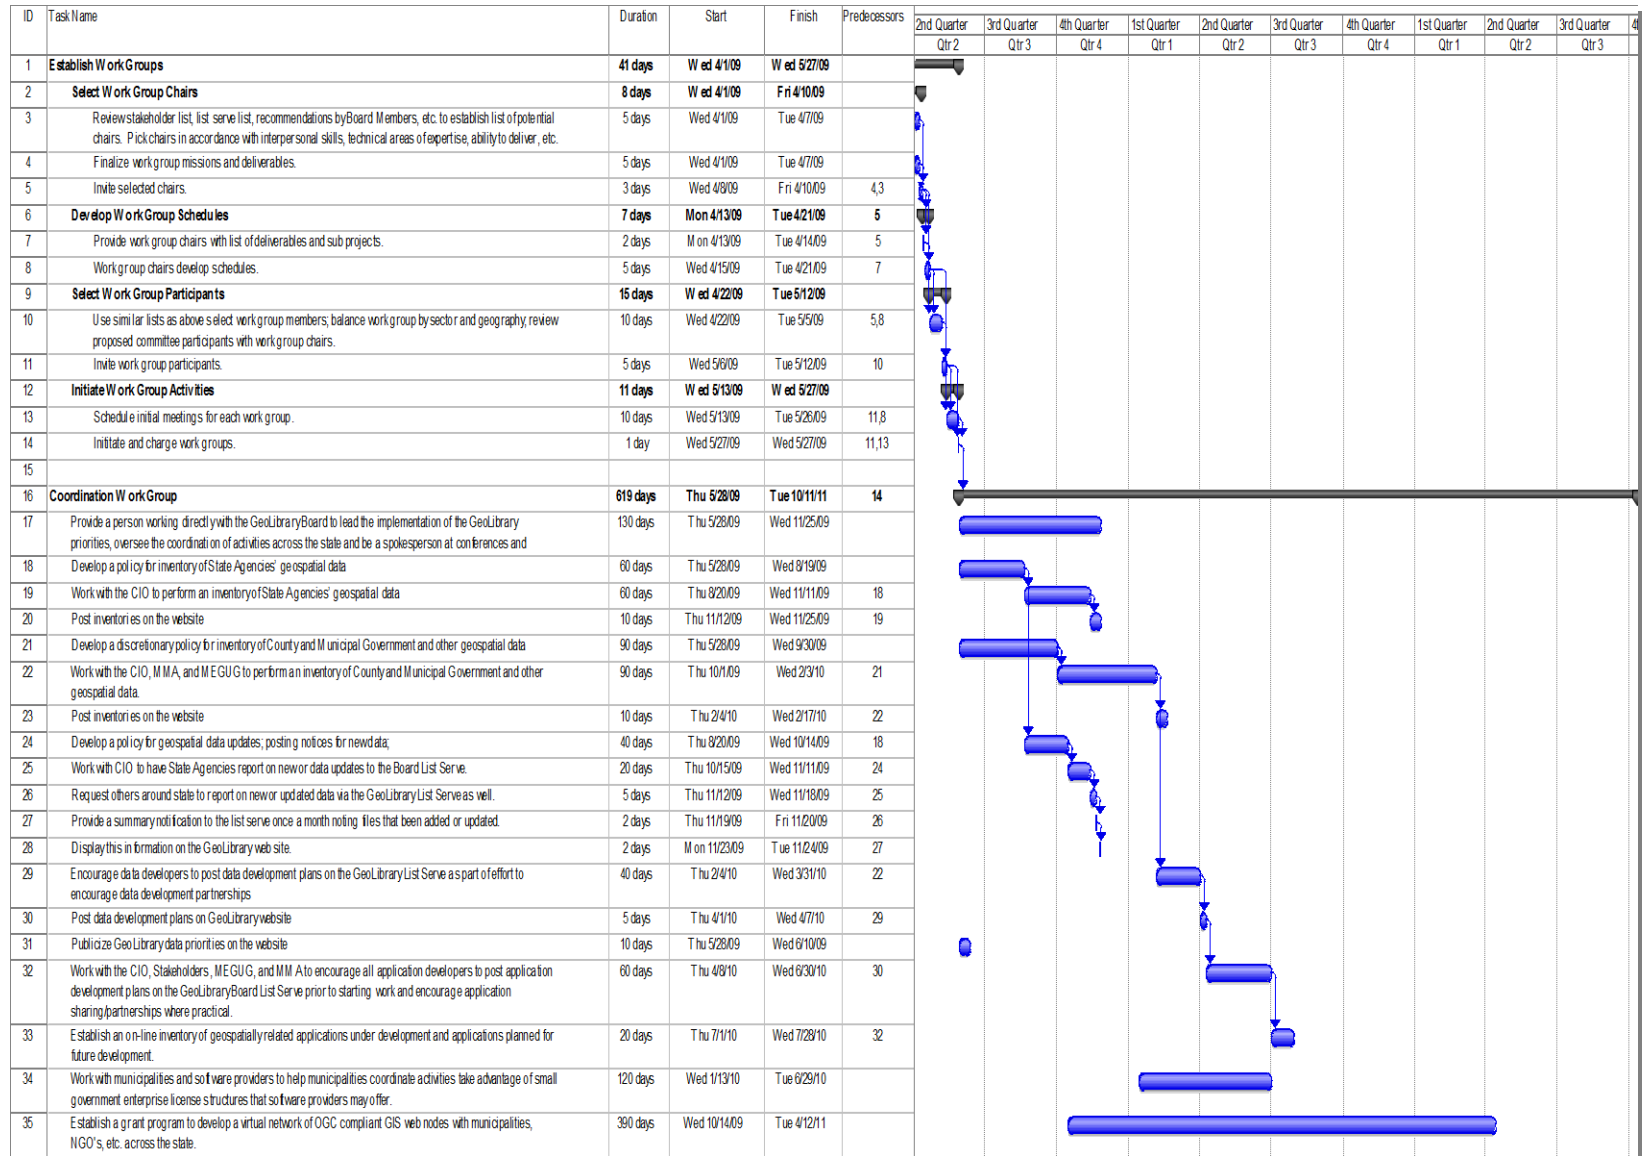 ID Task Name Duration Start Finish Predecessors
2nd Quarter 3rd Quarter 4th Quarter 1st Quarter 2nd Quarter 3rd Quarter 4th Quarter 1st Quarter 2nd Quarter 3rd Quarter 4
Qtr 2 Qtr 3 Qtr 4 Qtr 1 Qtr 2 Qtr 3 Qtr 4 Qtr 1 Qtr 2 Qtr 3
1 Establish Work Groups 41 days Wed 4/1/09 Wed 5/27/09
2 Select Work Group Chairs 8 days Wed 4/1/09 Fri 4/10/09
3 Review stakeholder list, list serve list, recommendations by Board Members, etc. to establish list of potential 5 days Wed 4/1/09 Tue 4/7/09
chairs. Pick chairs in accordance with interpersonal skills, technical areas of expertise, ability to deliver, etc.
4 Finalize work group missions and deliverables. 5 days Wed 4/1/09 Tue 4/7/09
5 Invite selected chairs. 3 days Wed 4/8/09 Fri 4/10/09 4,3
6 Develop Work Group Schedules 7 days Mon 4/13/09 Tue 4/21/09 5
7 Provide work group chairs with list of deliverables and sub projects. 2 days Mon 4/13/09 Tue 4/14/09 5
8 Work group chairs develop schedules. 5 days Wed 4/15/09 Tue 4/21/09 7
9 Select Work Group Participants 15 days Wed 4/22/09 Tue 5/12/09
10 Use similar lists as above select work group members; balance work group by sector and geography; review 10 days Wed 4/22/09 Tue 5/5/09 5,8
proposed committee participants with work group chairs.
11 Invite work group participants. 5 days Wed 5/6/09 Tue 5/12/09 10
12 Initiate Work Group Activities 11 days Wed 5/13/09 Wed 5/27/09
13 Schedule initial meetings for each work group. 10 days Wed 5/13/09 Tue 5/26/09 11,8
14 Inititate and charge work groups. 1 day Wed 5/27/09 Wed 5/27/09 11,13
15
16 Coordination Work Group 619 days Thu 5/28/09 Tue 10/11/11 14
17 Provide a person working directly with the GeoLibrary Board to lead the implementation of the GeoLibrary 130 days Thu 5/28/09 Wed 11/25/09
priorities, oversee the coordination of activities across the state and be a spokesperson at conferences and
18 Develop a policy for inventory of State Agencies' geospatial data 60 days Thu 5/28/09 Wed 8/19/09
19 Work with the CIO to perform an inventory of State Agencies' geospatial data 60 days Thu 8/20/09 Wed 11/11/09 18
20 Post inventories on the website 10 days Thu 11/12/09 Wed 11/25/09 19
21 Develop a discretionary policy for inventory of County and Municipal Government and other geospatial data 90 days Thu 5/28/09 Wed 9/30/09
22 Work with the CIO, MMA, and MEGUG to perform an inventory of County and Municipal Government and other 90 days Thu 10/1/09 Wed 2/3/10 21
geospatial data.
23 Post inventories on the website 10 days Thu 2/4/10 Wed 2/17/10 22
24 Develop a policy for geospatial data updates; posting notices for new data; 40 days Thu 8/20/09 Wed 10/14/09 18
25 Work with CIO to have State Agencies report on new or data updates to the Board List Serve. 20 days Thu 10/15/09 Wed 11/11/09 24
26 Request others around state to report on new or updated data via the GeoLibrary List Serve as well. 5 days Thu 11/12/09 Wed 11/18/09 25
27 Provide a summary notification to the list serve once a month noting files that been added or updated. 2 days Thu 11/19/09 Fri 11/20/09 26
28 Display this information on the GeoLibrary web site. 2 days Mon 11/23/09 Tue 11/24/09 27
29 Encourage data developers to post data development plans on the GeoLibrary List Serve as part of effort to 40 days Thu 2/4/10 Wed 3/31/10 22
encourage data development partnerships
30 Post data development plans on GeoLibrary website 5 days Thu 4/1/10 Wed 4/7/10 29
31 Publicize GeoLibrary data priorities on the website 10 days Thu 5/28/09 Wed 6/10/09
32 Work with the CIO, Stakeholders, MEGUG, and MMA to encourage all application developers to post application 60 days Thu 4/8/10 Wed 6/30/10 30
development plans on the GeoLibrary Board List Serve prior to starting work and encourage application
sharing/partnerships where practical.
33 Establish an on-line inventory of geospatially related applications under development and applications planned for 20 days Thu 7/1/10 Wed 7/28/10 32
future development.
34 Work with municipalities and software providers to help municipalities coordinate activities take advantage of small 120 days Wed 1/13/10 Tue 6/29/10
government enterprise license structures that software providers may offer.
35 Establish a grant program to develop a virtual network of OGC compliant GIS web nodes with municipalities, 390 days Wed 10/14/09 Tue 4/12/11
NGO's, etc. across the state.